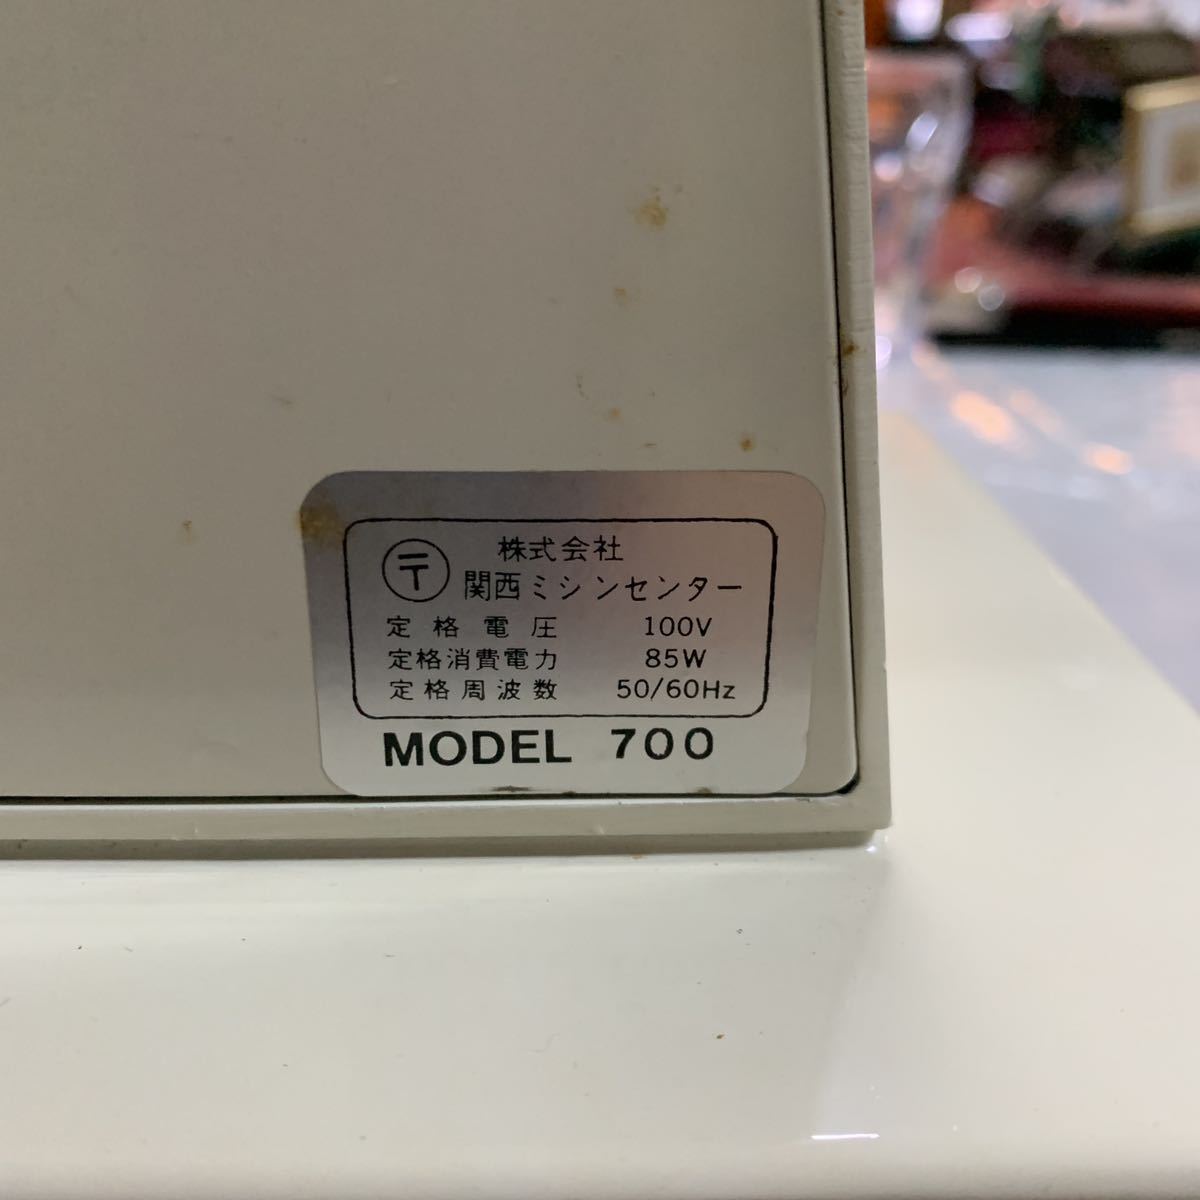 〒 株式会社
関西ミシンセンター
定格電圧 100V
定格消費電力 85W
定格周波数 50/60Hz
MODEL 700